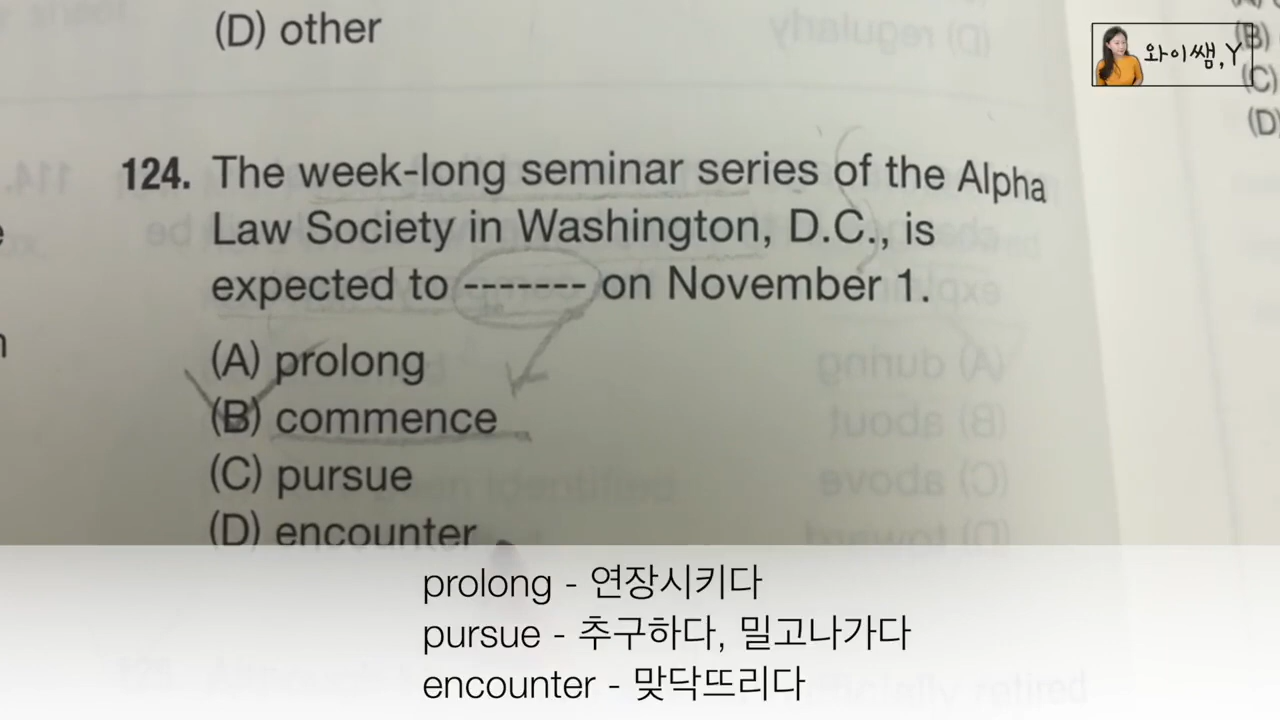 (D) other
와이쌤,Y
(B)
(C)
(D)
124. The week-long seminar series of the Alpha
Law Society in Washington, D.C., is
expected to ------- on November 1.
(A) prolong
(B) commence
(C) pursue
(D) encounter
prolong - 연장시키다
pursue - 추구하다, 밀고나가다
encounter - 맞닥뜨리다